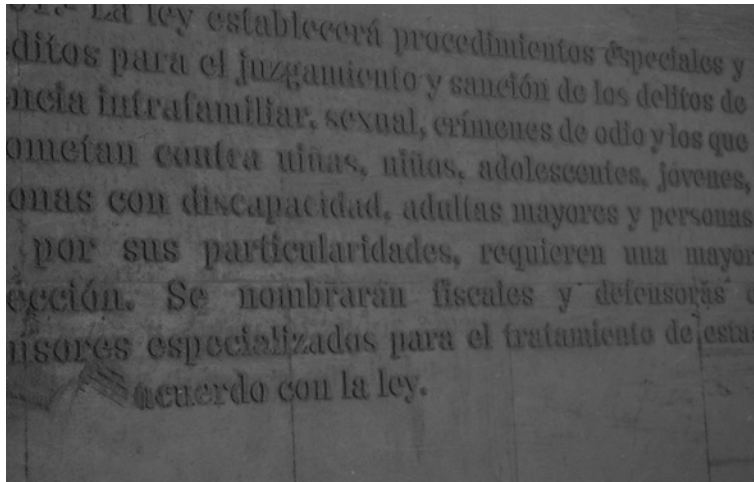 81.- La ley establecerá procedimientos especiales y
ditos para el juzgamiento y sanción de los delitos de
ncia intrafamiliar, sexual, crímenes de odio y los que
ometan contra niñas, niños, adolescentes, jóvenes,
onas con discapacidad, adultas mayores y personas
por sus particularidades, requieren una mayor
ección. Se nombrarán fiscales y defensoras
nsores especializados para el tratamiento de esta
acuerdo con la ley.